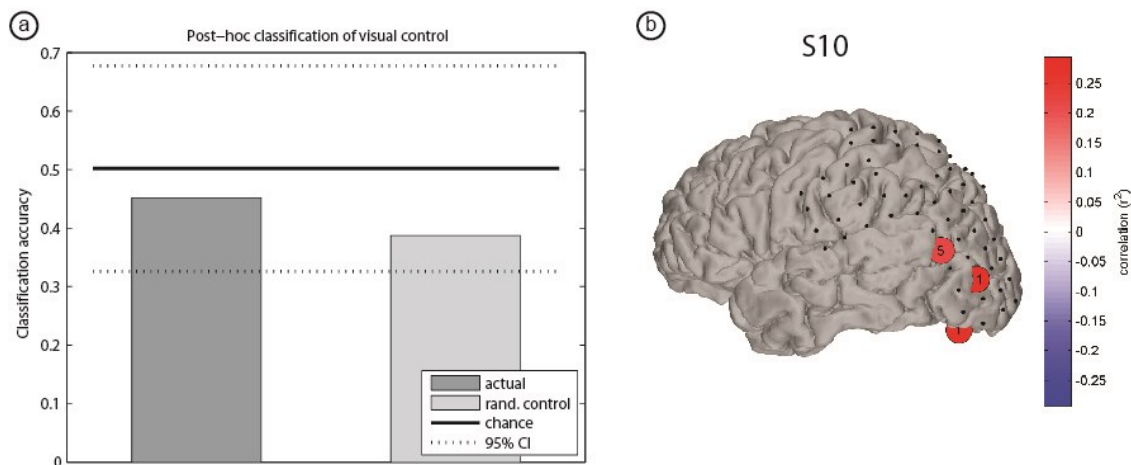 a
Post-hoc classification of visual control
0.7
0.6
0.5
0.4
0.3
0.2
0.1
0
Classification accuracy
actual
rand. control
chance
95% CI
b
S10
5
1
1
0.25
0.2
0.15
0.1
0.05
0
-0.05
-0.1
-0.15
-0.2
-0.25
correlation (r²)